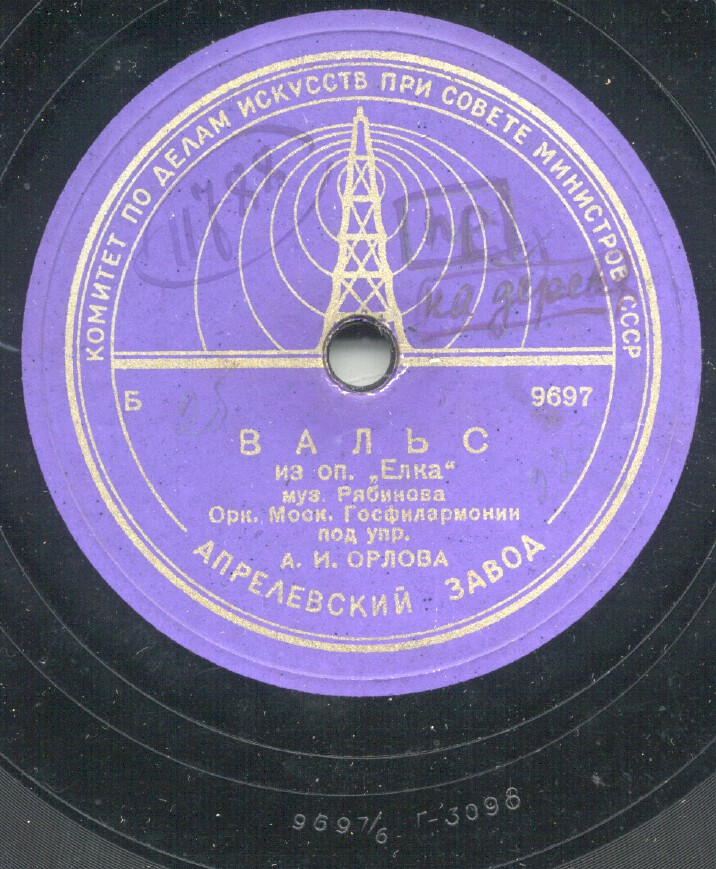 КОМИТЕТ ПО ДЕЛАМ ИСКУССТВ ПРИ СОВЕТЕ МИНИСТРОВ СССР
Б 9697
ВАЛЬС
из оп. „Елка“
муз. Рябинова
Орк. Моск. Госфилармонии
под упр.
А. И. ОРЛОВА
АПРЕЛЕВСКИЙ ЗАВОД
9697/6 Г-3098